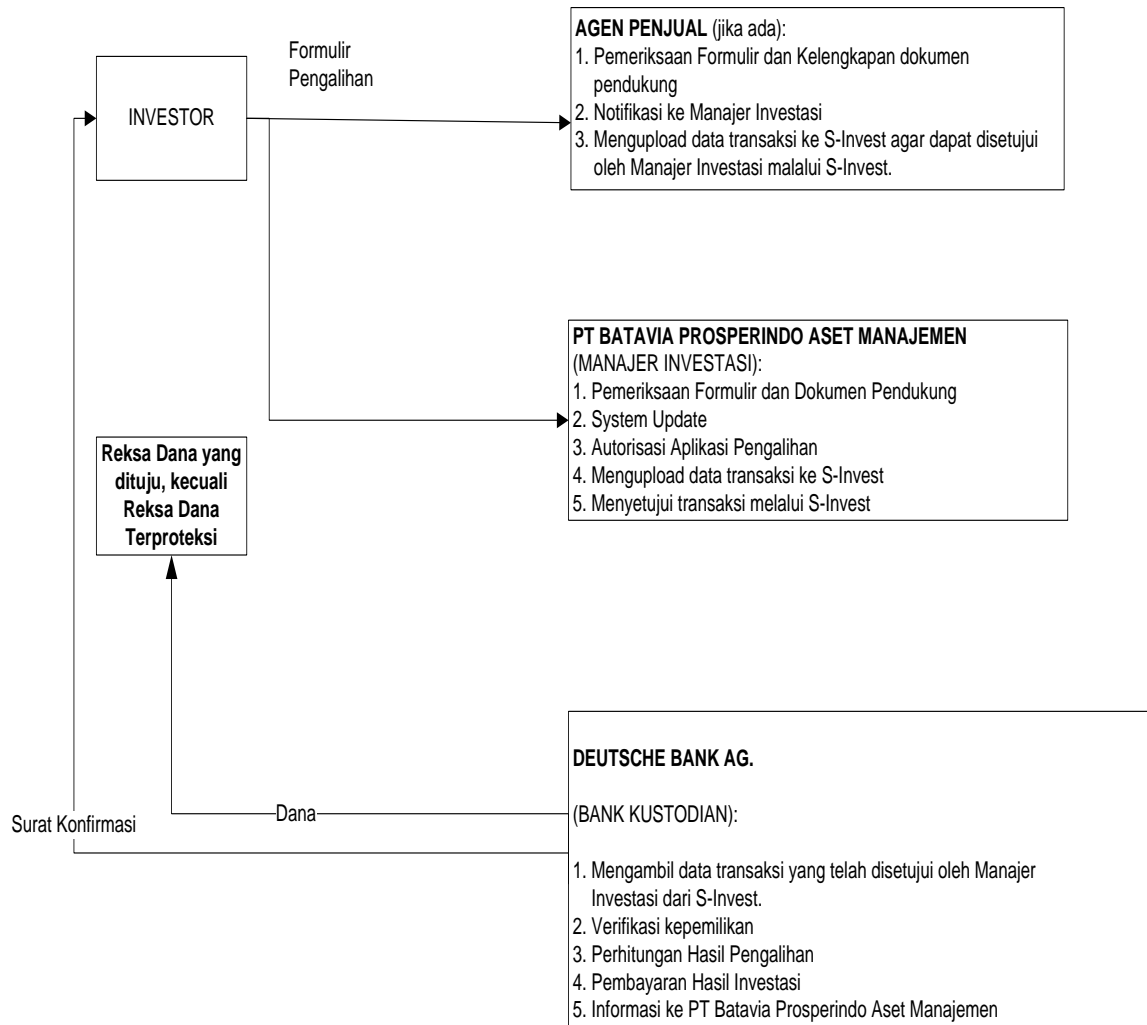 Formulir
Pengalihan
INVESTOR
AGEN PENJUAL (jika ada):
1. Pemeriksaan Formulir dan Kelengkapan dokumen
pendukung
2. Notifikasi ke Manajer Investasi
3. Mengupload data transaksi ke S-Invest agar dapat disetujui
oleh Manajer Investasi malalui S-Invest.
PT BATAVIA PROSPERINDO ASET MANAJEMEN
(MANAJER INVESTASI):
1. Pemeriksaan Formulir dan Dokumen Pendukung
2. System Update
3. Autorisasi Aplikasi Pengalihan
4. Mengupload data transaksi ke S-Invest
5. Menyetujui transaksi melalui S-Invest
Reksa Dana yang
dituju, kecuali
Reksa Dana
Terproteksi
Surat Konfirmasi
Dana
DEUTSCHE BANK AG.
(BANK KUSTODIAN):
1. Mengambil data transaksi yang telah disetujui oleh Manajer
Investasi dari S-Invest.
2. Verifikasi kepemilikan
3. Perhitungan Hasil Pengalihan
4. Pembayaran Hasil Investasi
5. Informasi ke PT Batavia Prosperindo Aset Manajemen